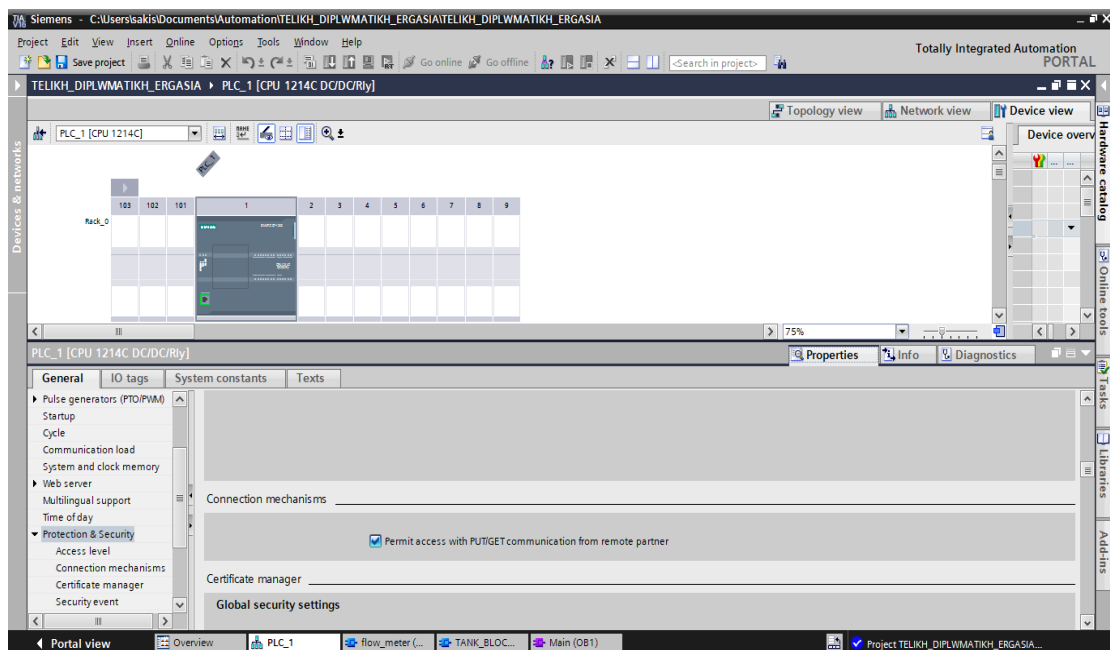 Siemens - C:\Users\sakis\Documents\Automation\TELIKH_DIPLWMATIKH_ERGASIA\TELIKH_DIPLWMATIKH_ERGASIA
Project Edit View Insert Online Options Tools Window Help
Totally Integrated Automation
PORTAL
Save project Go online Go offline <Search in project>
TELIKH_DIPLWMATIKH_ERGASIA PLC_1 [CPU 1214C DC/DC/Rly]
Topology view Network view Device view
PLC_1 [CPU 1214C]
Device overv
PLC_1
103 102 101 1 2 3 4 5 6 7 8 9
Rack_0
75%
Devices & networks
Hardware catalog
Online tools
Tasks
Libraries
Add-ins
PLC_1 [CPU 1214C DC/DC/Rly]
Properties Info Diagnostics
General IO tags System constants Texts
Pulse generators (PTO/PWM)
Startup
Cycle
Communication load
System and clock memory
Web server
Multilingual support
Time of day
Protection & Security
Access level
Connection mechanisms
Certificate manager
Security event
Connection mechanisms
Permit access with PUT/GET communication from remote partner
Certificate manager
Global security settings
Portal view Overview PLC_1 flow_meter (... TANK_BLOC... Main (OB1)
Project TELIKH_DIPLWMATIKH_ERGASIA...